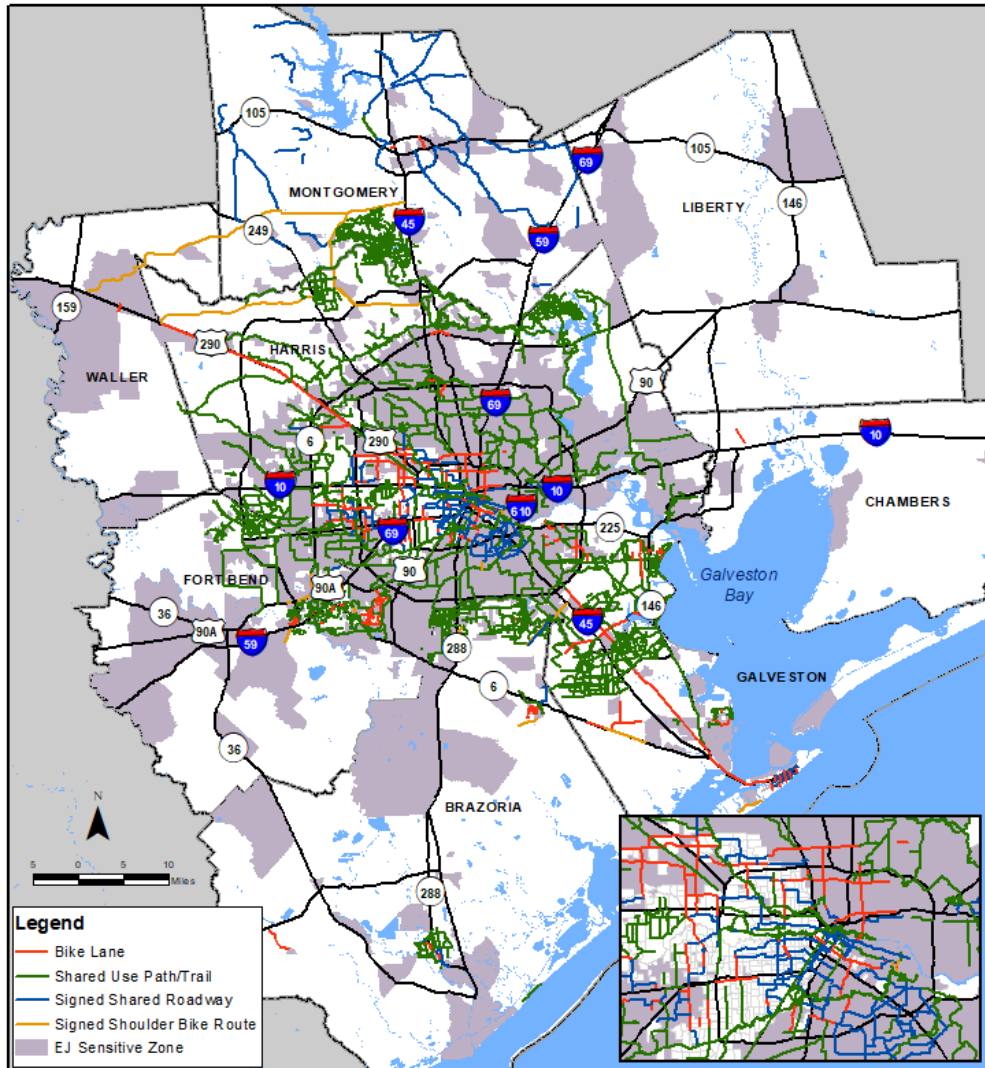 105
69
105
MONTGOMERY
LIBERTY
146
45
249
59
159
290
HARRIS
WALLER
90
69
6
290
10
10
10
CHAMBERS
610
225
69
90
FORT BEND
90A
Galveston
Bay
36
90A
146
59
45
288
GALVESTON
6
36
BRAZORIA
N
5 0 5 10
Miles
288
Legend
Bike Lane
Shared Use Path/Trail
Signed Shared Roadway
Signed Shoulder Bike Route
EJ Sensitive Zone